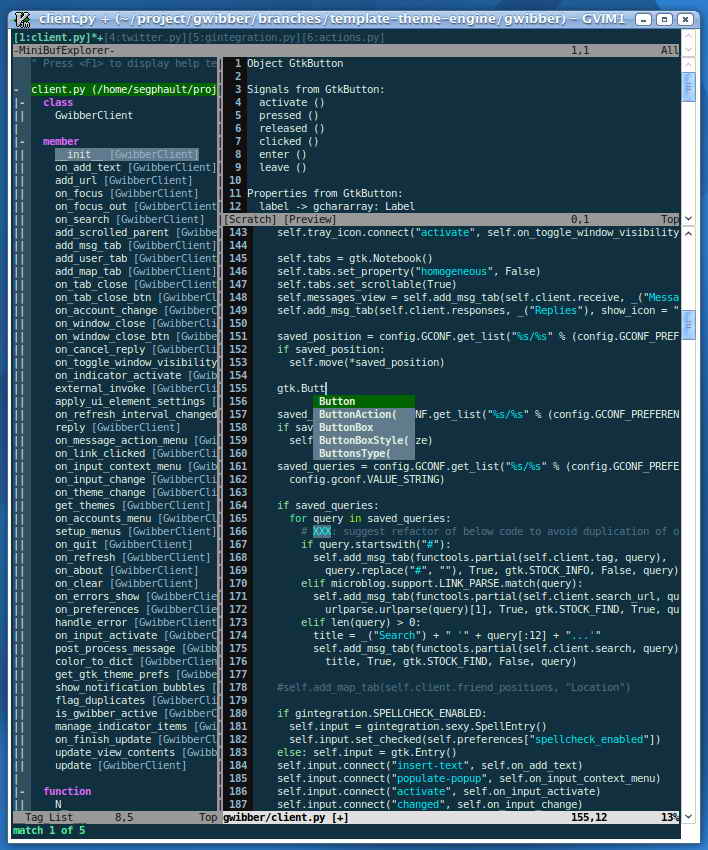 client.py + (~/project/gwibber/branches/template-theme-engine/gwibber) - GVIM1
[1:client.py]*+[4:twitter.py][5:gintegration.py][6:actions.py]
-MiniBufExplorer- 1,1 All
" Press <F1> to display help te
- client.py (/home/segphault/proj
|- class
|| GwibberClient
|
|- member
|| __init__ [GwibberClient]
|| on_add_text [GwibberClient]
|| add_url [GwibberClient]
|| on_focus [GwibberClient]
|| on_focus_out [GwibberClient]
|| on_search [GwibberClient]
|| add_scrolled_parent [Gwibbe
|| add_msg_tab [GwibberClient]
|| add_user_tab [GwibberClient]
|| add_map_tab [GwibberClient]
|| on_tab_close [GwibberClient]
|| on_tab_close_btn [GwibberCl
|| on_account_change [GwibberC
|| on_window_close [GwibberCli
|| on_window_close_btn [Gwibbe
|| on_cancel_reply [GwibberCli
|| on_toggle_window_visibility
|| on_indicator_activate [Gwib
|| external_invoke [GwibberCli
|| apply_ui_element_settings [
|| on_refresh_interval_changed
|| reply [GwibberClient]
|| on_message_action_menu [Gwi
|| on_link_clicked [GwibberCli
|| on_input_context_menu [Gwib
|| on_input_change [GwibberCli
|| on_theme_change [GwibberCli
|| get_themes [GwibberClient]
|| on_accounts_menu [GwibberCl
|| setup_menus [GwibberClient]
|| on_quit [GwibberClient]
|| on_refresh [GwibberClient]
|| on_about [GwibberClient]
|| on_clear [GwibberClient]
|| on_errors_show [GwibberClie
|| on_preferences [GwibberClie
|| handle_error [GwibberClient
|| on_input_activate [GwibberC
|| post_process_message [Gwibb
|| color_to_dict [GwibberClien
|| get_gtk_theme_prefs [Gwibbe
|| show_notification_bubbles [
|| flag_duplicates [GwibberCli
|| is_gwibber_active [GwibberC
|| manage_indicator_items [Gwi
|| on_finish_update [GwibberCl
|| update_view_contents [Gwibb
|| update [GwibberClient]
|
|- function
|| N_
__Tag_List__ 8,5 Top
1 Object GtkButton
2
3 Signals from GtkButton:
4 activate ()
5 pressed ()
6 released ()
7 clicked ()
8 enter ()
9 leave ()
10
11 Properties from GtkButton:
12 label -> gchararray: Label
[Scratch] [Preview] 0,1 Top
143 self.tray_icon.connect("activate", self.on_toggle_window_visibility
144
145 self.tabs = gtk.Notebook()
146 self.tabs.set_property("homogeneous", False)
147 self.tabs.set_scrollable(True)
148 self.messages_view = self.add_msg_tab(self.client.receive, _("Messa
149 self.add_msg_tab(self.client.responses, _("Replies"), show_icon = "
150
151 saved_position = config.GCONF.get_list("%s/%s" % (config.GCONF_PREF
152 if saved_position:
153 self.move(*saved_position)
154
155 gtk.Butt
156 Button
157 saved_ ButtonAction( NF.get_list("%s/%s" % (config.GCONF_PREFEREN
158 if sav ButtonBox
159 self ButtonBoxStyle( ze)
160 ButtonsType(
161 saved_queries = config.GCONF.get_list("%s/%s" % (config.GCONF_PREFE
162 config.gconf.VALUE_STRING)
163
164 if saved_queries:
165 for query in saved_queries:
166 # XXX: suggest refactor of below code to avoid duplication of o
167 if query.startswith("#"):
168 self.add_msg_tab(functools.partial(self.client.tag, query),
169 query.replace("#", ""), True, gtk.STOCK_INFO, False, query)
170 elif microblog.support.LINK_PARSE.match(query):
171 self.add_msg_tab(functools.partial(self.client.search_url, qu
172 urlparse.urlparse(query)[1], True, gtk.STOCK_FIND, True, qu
173 elif len(query) > 0:
174 title = _("Search") + " '" + query[:12] + "...'"
175 self.add_msg_tab(functools.partial(self.client.search, query)
176 title, True, gtk.STOCK_FIND, False, query)
177
178 #self.add_map_tab(self.client.friend_positions, "Location")
179
180 if gintegration.SPELLCHECK_ENABLED:
181 self.input = gintegration.sexy.SpellEntry()
182 self.input.set_checked(self.preferences["spellcheck_enabled"])
183 else: self.input = gtk.Entry()
184 self.input.connect("insert-text", self.on_add_text)
185 self.input.connect("populate-popup", self.on_input_context_menu)
186 self.input.connect("activate", self.on_input_activate)
187 self.input.connect("changed", self.on_input_change)
gwibber/client.py [+] 155,12 13%
match 1 of 5